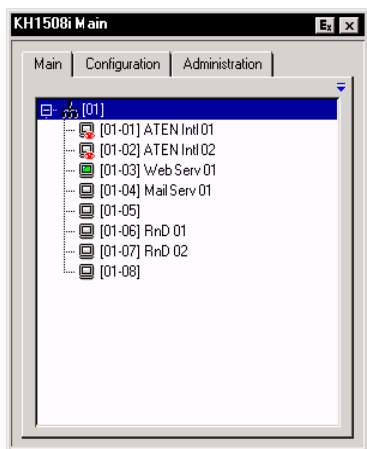 KH1508i Main
Ex
Main Configuration Administration
[01]
[01-01] ATEN Intl 01
[01-02] ATEN Intl 02
[01-03] Web Serv 01
[01-04] Mail Serv 01
[01-05]
[01-06] RnD 01
[01-07] RnD 02
[01-08]